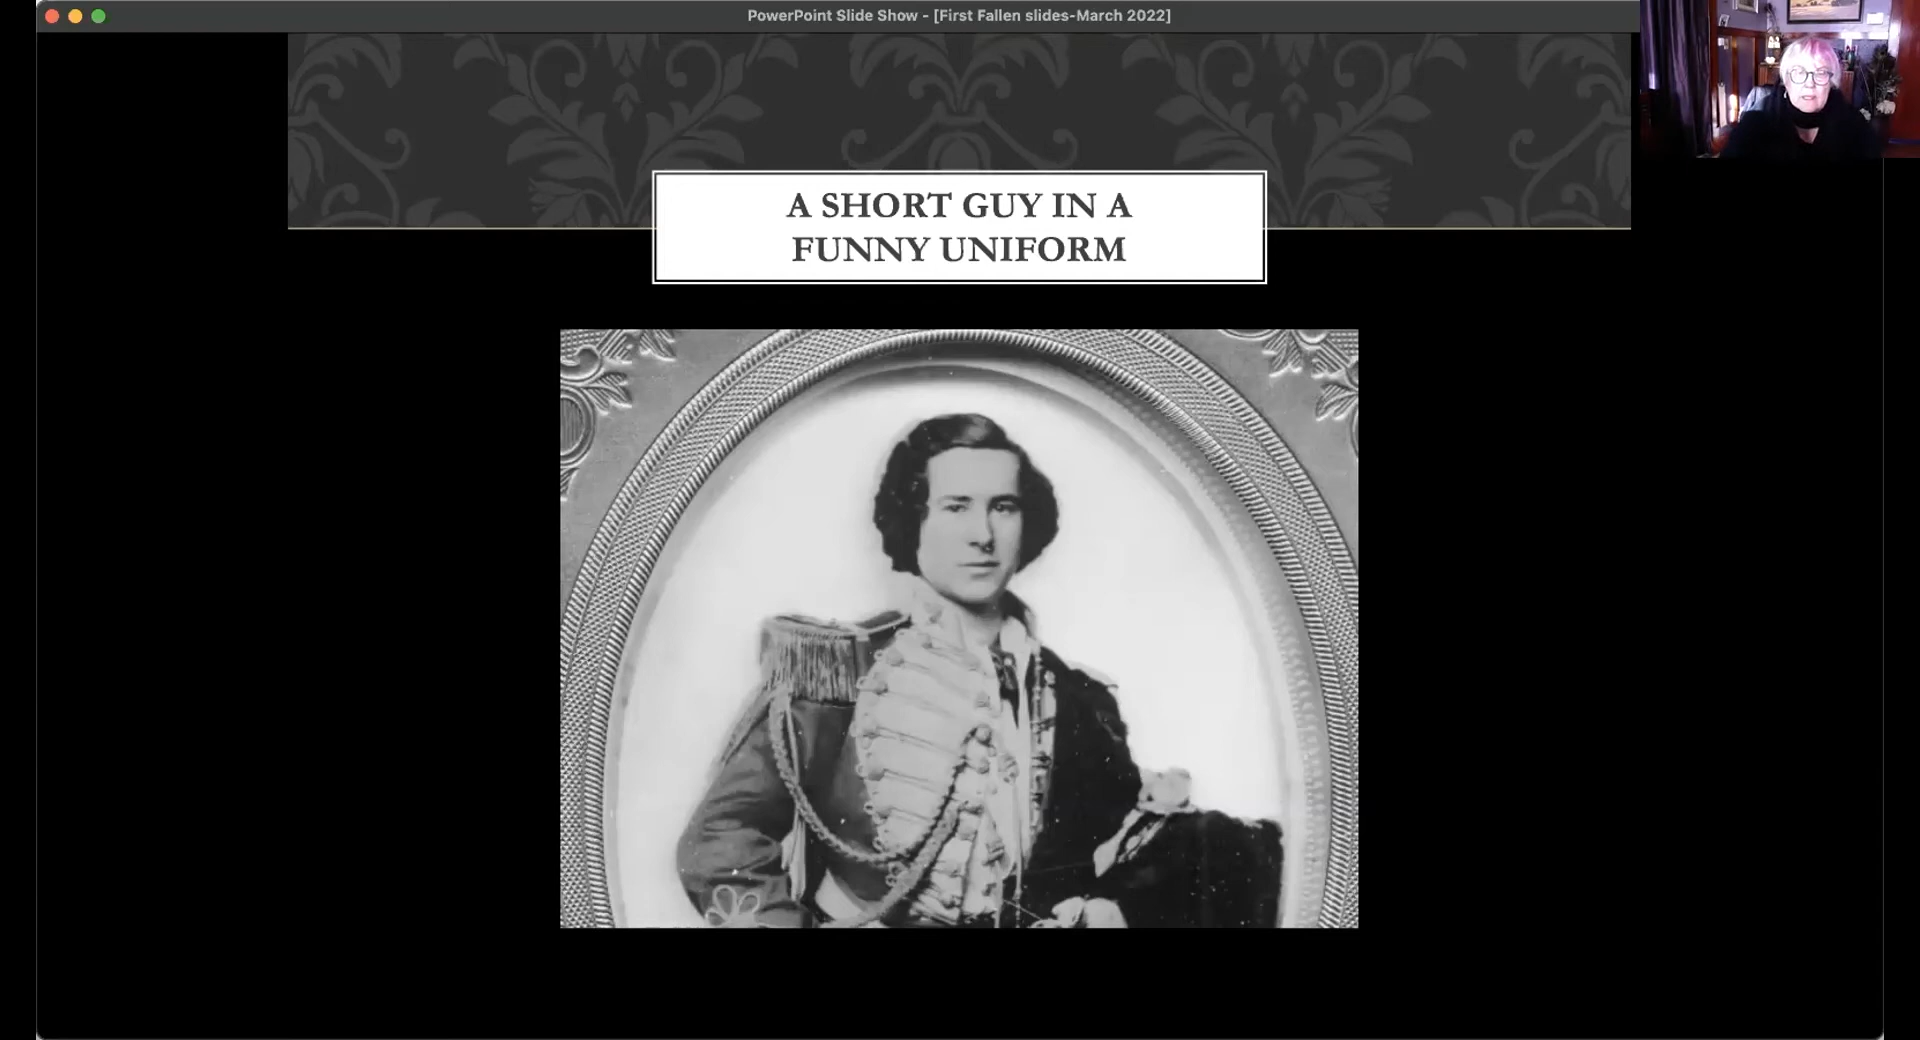 PowerPoint Slide Show - [First Fallen slides-March 2022]
A SHORT GUY IN A
FUNNY UNIFORM